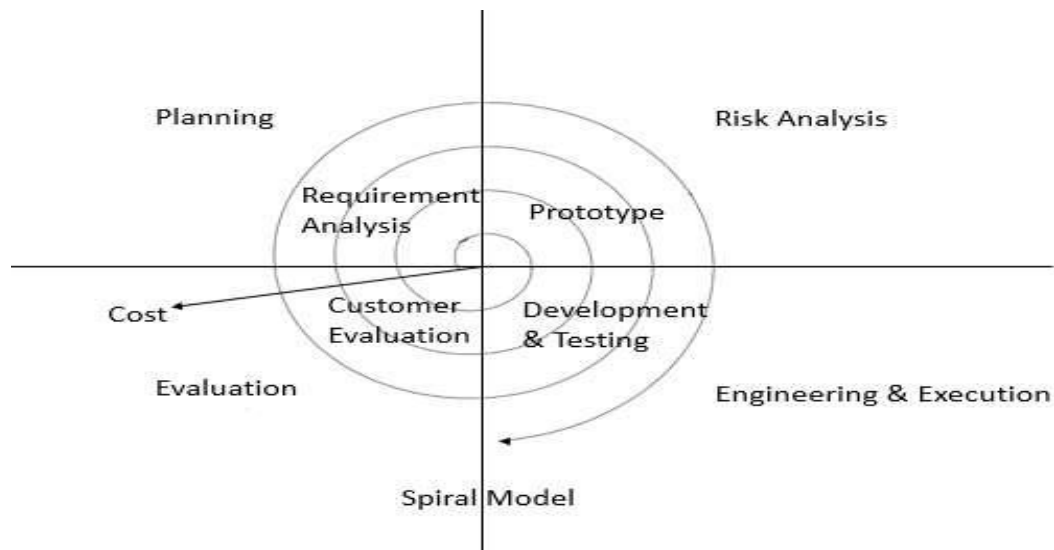 Planning
Risk Analysis
Requirement
Analysis
Prototype
Cost
Customer
Evaluation
Development
& Testing
Evaluation
Engineering & Execution
Spiral Model